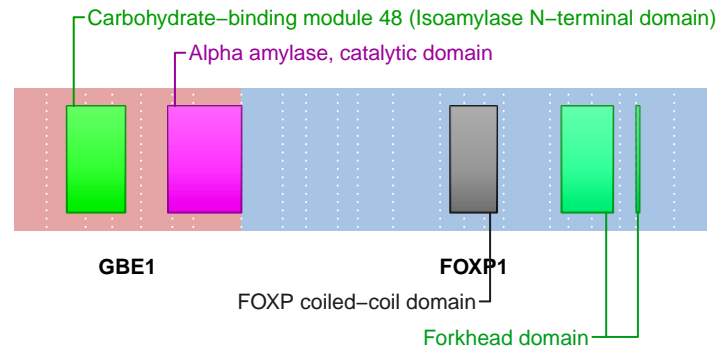 Carbohydrate−binding module 48 (Isoamylase N−terminal domain)
Alpha amylase, catalytic domain
GBE1
FOXP1
FOXP coiled−coil domain
Forkhead domain